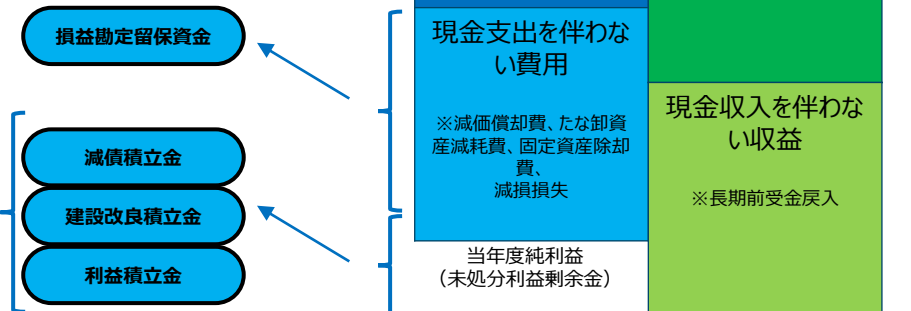 損益勘定留保資金
減債積立金
建設改良積立金
利益積立金
現金支出を伴わな
い費用
※減価償却費、たな卸資
産減耗費、固定資産除却
費、
減損損失
当年度純利益
（未処分利益剰余金）
現金収入を伴わな
い収益
※長期前受金戻入